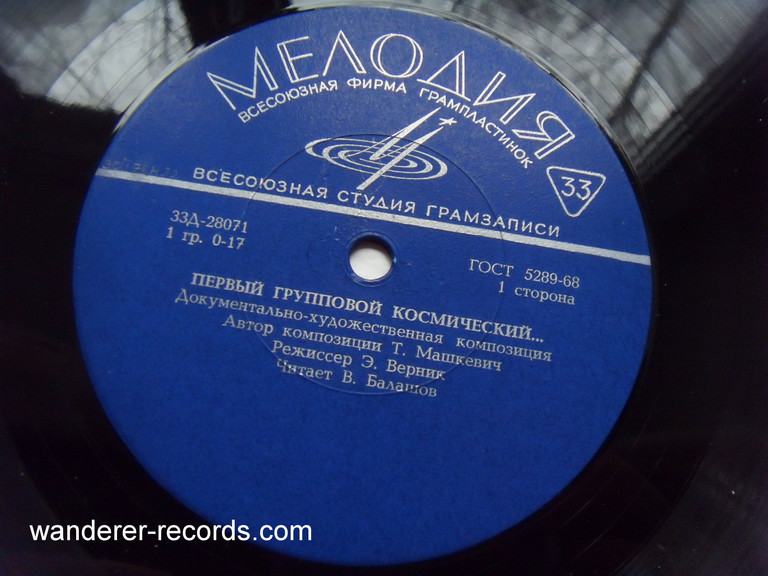 МЕЛОДИЯ
ВСЕСОЮЗНАЯ ФИРМА ГРАМПЛАСТИНОК
33
ВСЕСОЮЗНАЯ СТУДИЯ ГРАМЗАПИСИ
33Д-28071
1 гр. 0-17
ГОСТ 5289-68
1 сторона
ПЕРВЫЙ ГРУППОВОЙ КОСМИЧЕСКИЙ...
Документально-художественная композиция
Автор композиции Т. Машкевич
Режиссер Э. Верник
Читает В. Балашов
wanderer-records.com